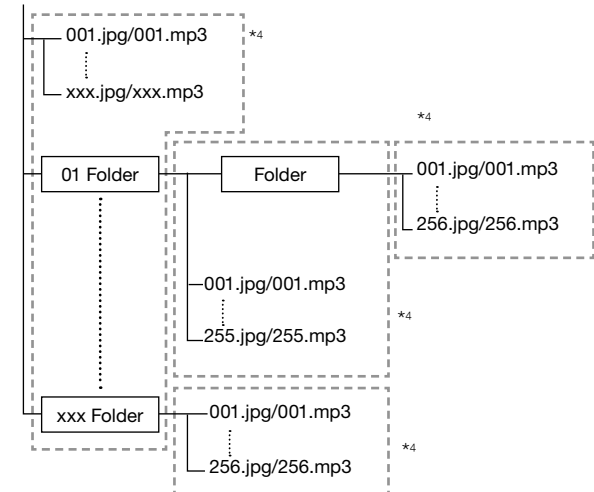 001.jpg/001.mp3
*4
xxx.jpg/xxx.mp3
*4
01 Folder
Folder
001.jpg/001.mp3
256.jpg/256.mp3
001.jpg/001.mp3
*4
255.jpg/255.mp3
xxx Folder
001.jpg/001.mp3
*4
256.jpg/256.mp3